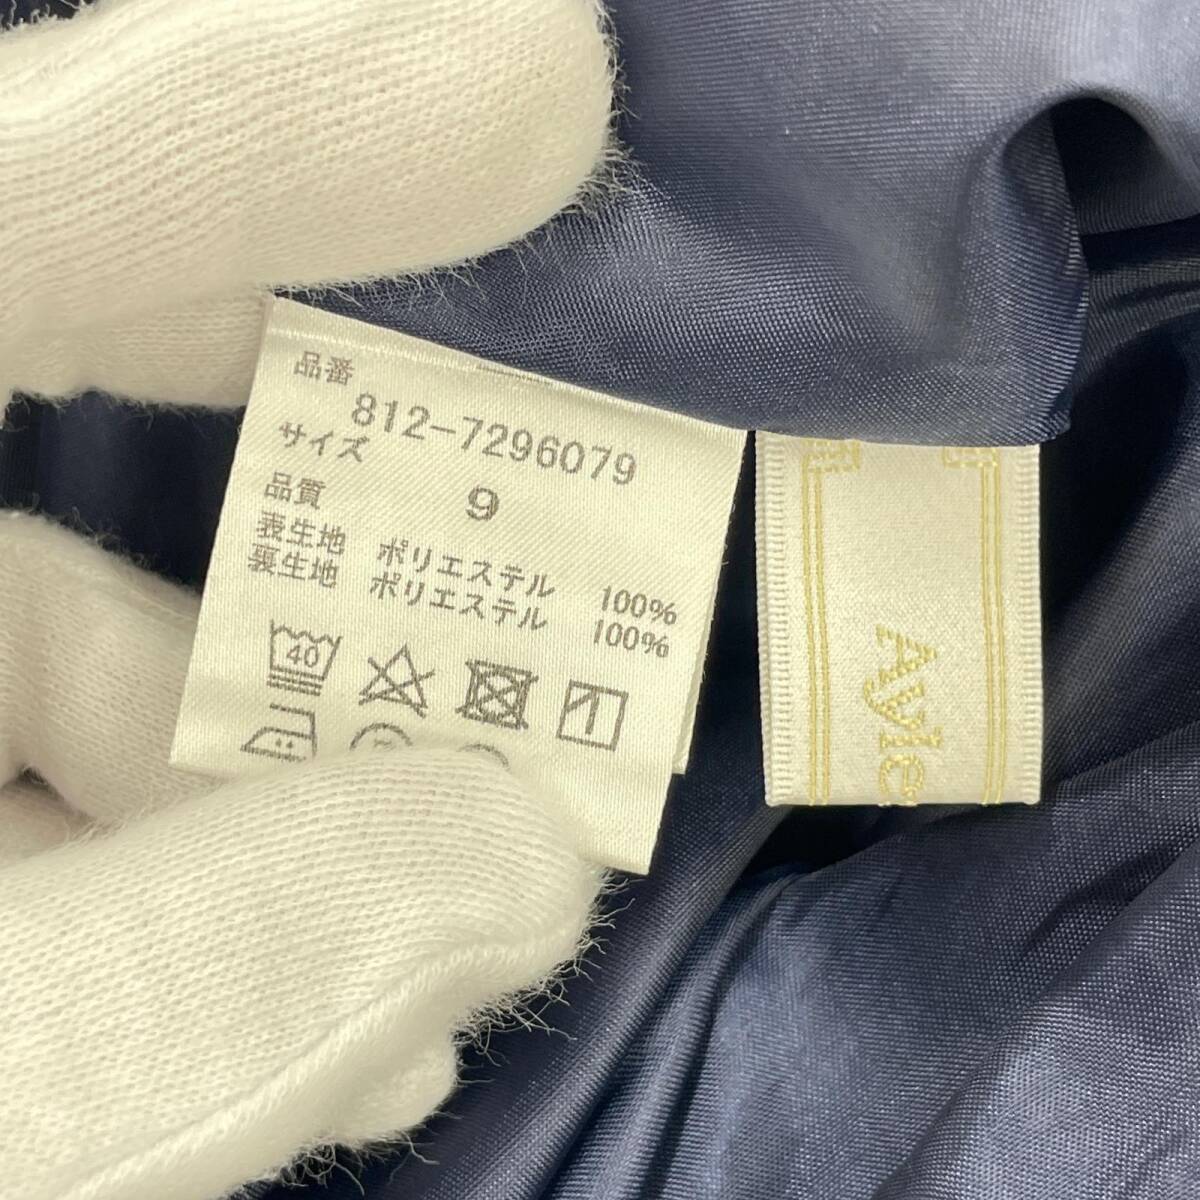 品番
812-7296079
サイズ
9
品質
表生地 ポリエステル 100%
裏生地 ポリエステル 100%
40
Ayle